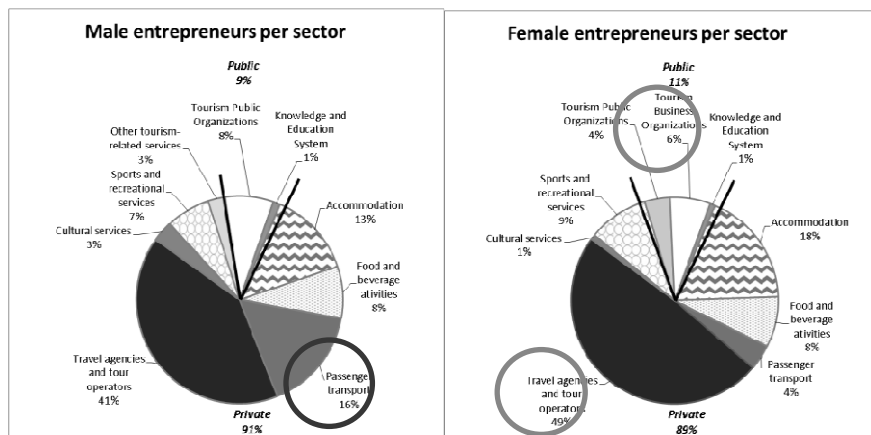 Male entrepreneurs per sector
Public
9%
Tourism Public
Organizations
8%
Knowledge and
Education
System
1%
Other tourism-
related services
3%
Sports and
recreational
services
7%
Cultural services
3%
Accommodation
13%
Food and
beverage
ativities
8%
Passenger
transport
16%
Travel agencies
and tour
operators
41%
Private
91%
Female entrepreneurs per sector
Public
11%
Tourism Public
Organizations
4%
Tourism
Business
Organizations
6%
Knowledge and
Education
System
1%
Sports and
recreational
services
9%
Cultural services
1%
Accommodation
18%
Food and
beverage
ativities
8%
Passenger
transport
4%
Travel agencies
and tour
operators
49%
Private
89%